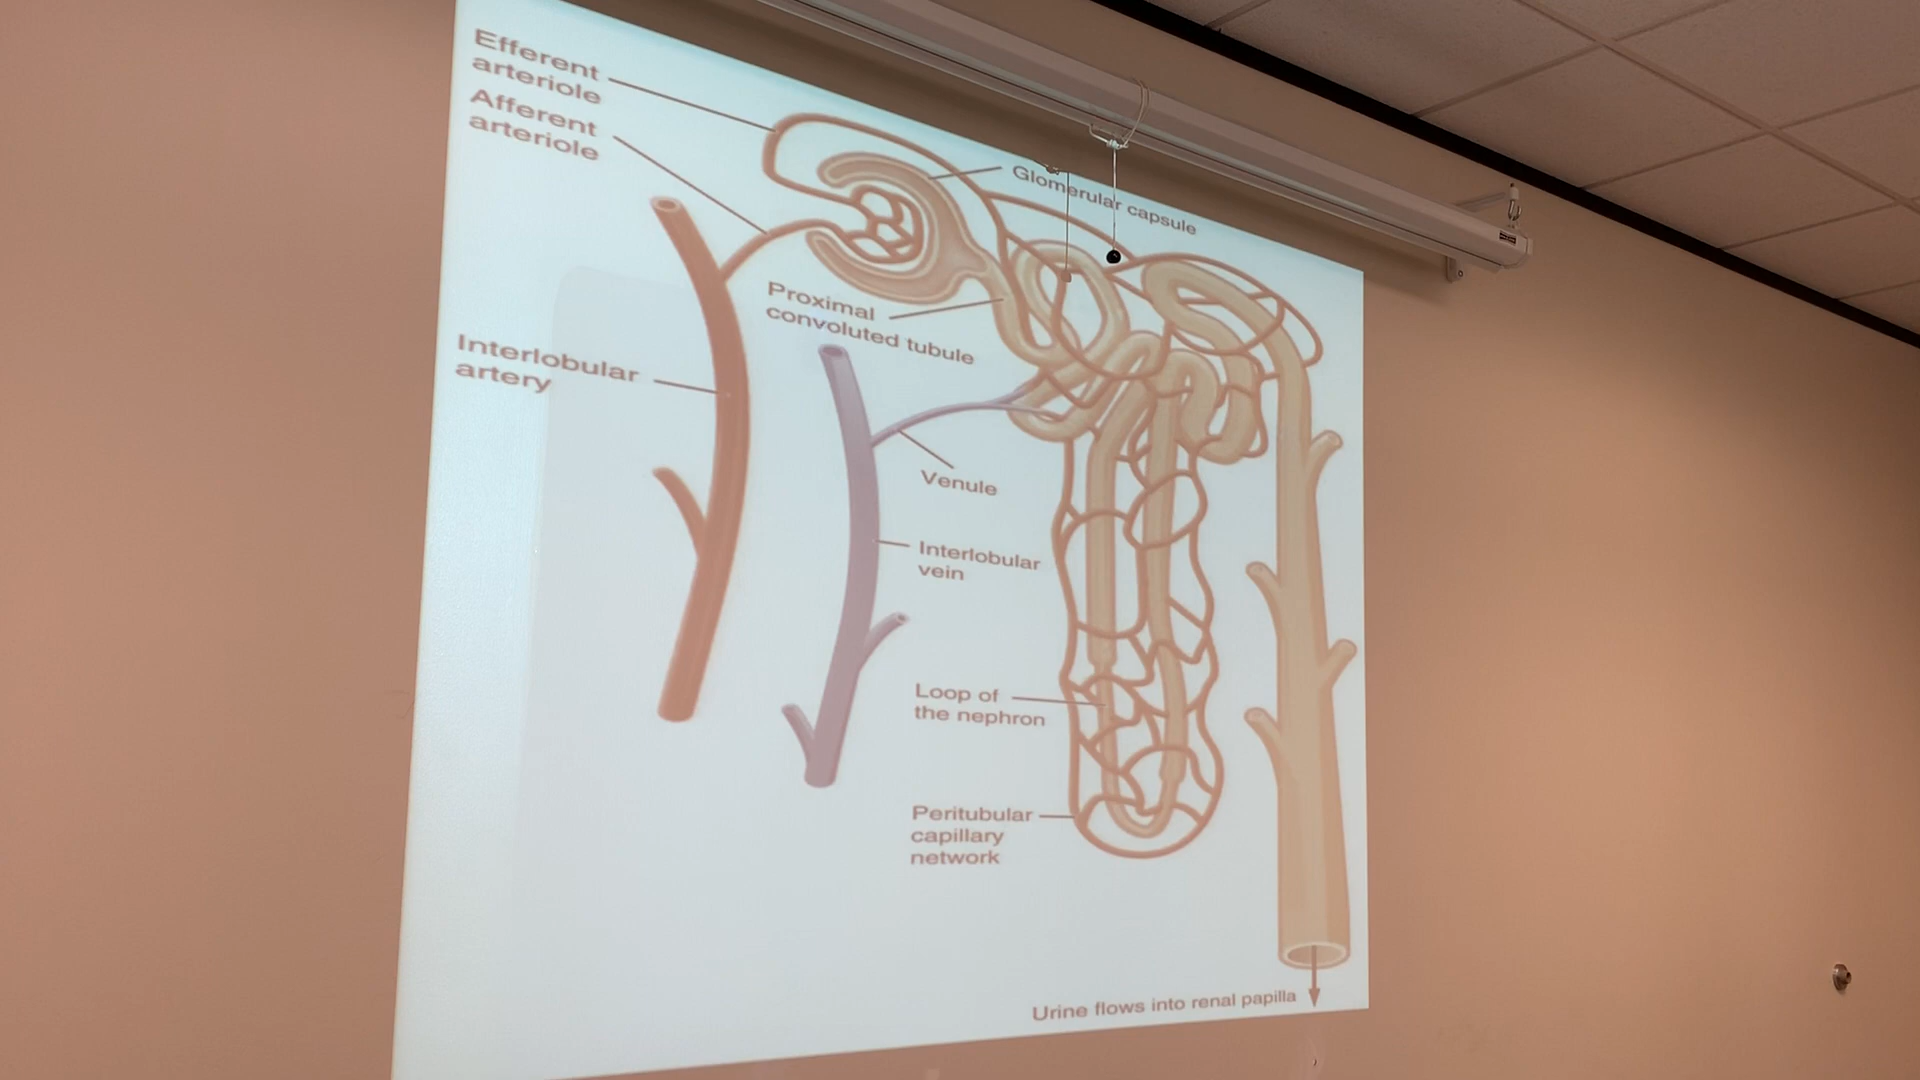 Efferent
arteriole
Afferent
arteriole
Glomerular capsule
Proximal
convoluted tubule
Interlobular
artery
Venule
Interlobular
vein
Loop of
the nephron
Peritubular
capillary
network
Urine flows into renal papilla